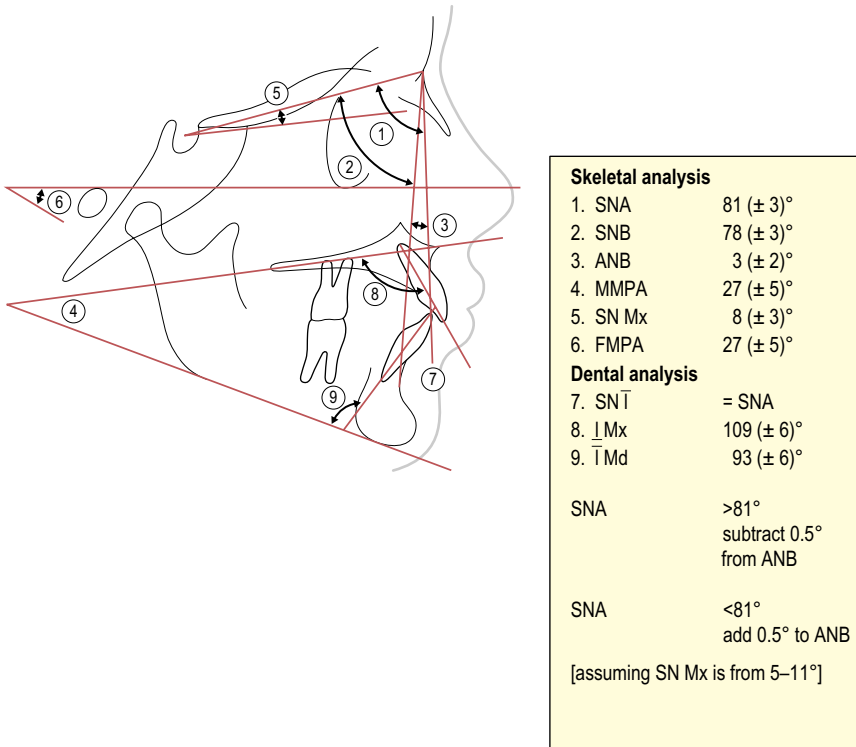 5
1
2
6
3
8
4
7
9
Skeletal analysis
1. SNA 81 (± 3)°
2. SNB 78 (± 3)°
3. ANB 3 (± 2)°
4. MMPA 27 (± 5)°
5. SN Mx 8 (± 3)°
6. FMPA 27 (± 5)°
Dental analysis
7. SN I̅ = SNA
8. I̲ Mx 109 (± 6)°
9. I̅ Md 93 (± 6)°
SNA >81°
subtract 0.5°
from ANB
SNA <81°
add 0.5° to ANB
[assuming SN Mx is from 5–11°]